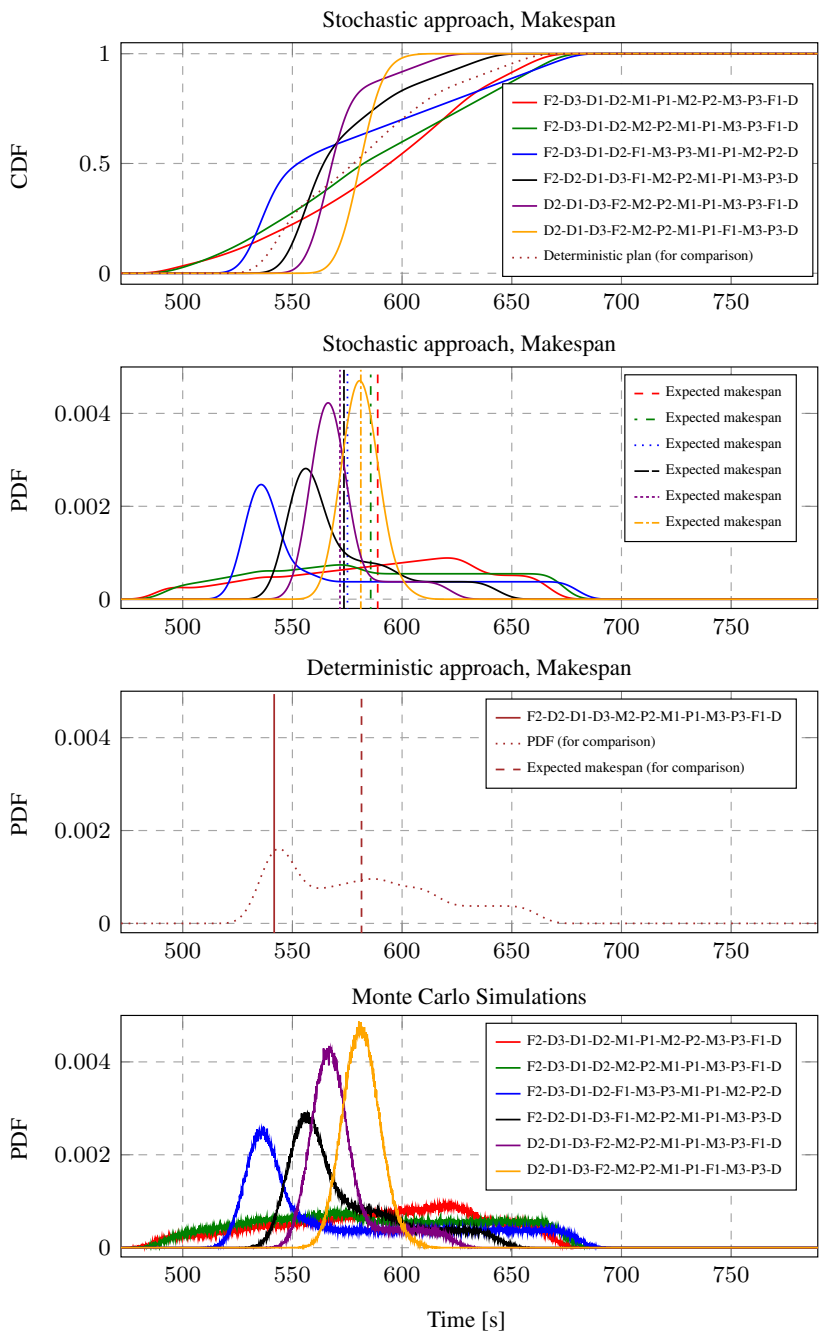 Stochastic approach, Makespan
1
0.5
0
CDF
F2-D3-D1-D2-M1-P1-M2-P2-M3-P3-F1-D
F2-D3-D1-D2-M2-P2-M1-P1-M3-P3-F1-D
F2-D3-D1-D2-F1-M3-P3-M1-P1-M2-P2-D
F2-D2-D1-D3-F1-M2-P2-M1-P1-M3-P3-D
D2-D1-D3-F2-M2-P2-M1-P1-M3-P3-F1-D
D2-D1-D3-F2-M2-P2-M1-P1-F1-M3-P3-D
Deterministic plan (for comparison)
500 550 600 650 700 750
Stochastic approach, Makespan
0.004
0.002
0
PDF
Expected makespan
Expected makespan
Expected makespan
Expected makespan
Expected makespan
Expected makespan
500 550 600 650 700 750
Deterministic approach, Makespan
0.004
0.002
0
PDF
F2-D2-D1-D3-M2-P2-M1-P1-M3-P3-F1-D
PDF (for comparison)
Expected makespan (for comparison)
500 550 600 650 700 750
Monte Carlo Simulations
0.004
0.002
0
PDF
F2-D3-D1-D2-M1-P1-M2-P2-M3-P3-F1-D
F2-D3-D1-D2-M2-P2-M1-P1-M3-P3-F1-D
F2-D3-D1-D2-F1-M3-P3-M1-P1-M2-P2-D
F2-D2-D1-D3-F1-M2-P2-M1-P1-M3-P3-D
D2-D1-D3-F2-M2-P2-M1-P1-M3-P3-F1-D
D2-D1-D3-F2-M2-P2-M1-P1-F1-M3-P3-D
500 550 600 650 700 750
Time [s]